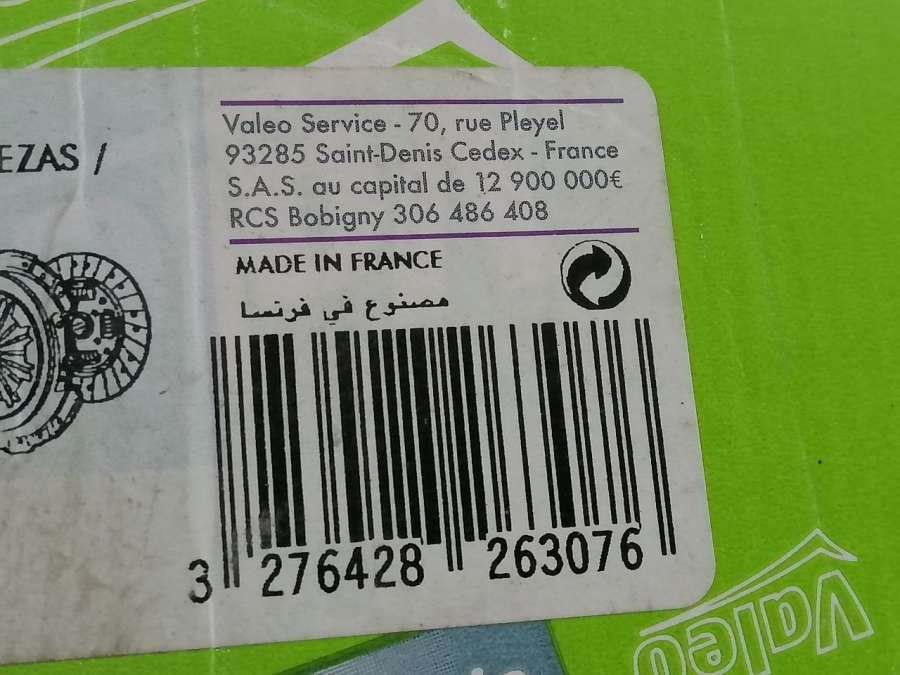 EZAS /
Valeo Service - 70, rue Pleyel
93285 Saint-Denis Cedex - France
S.A.S. au capital de 12 900 000€
RCS Bobigny 306 486 408
MADE IN FRANCE
مصنوع في فرنسا
3 276428 263076
Valeo